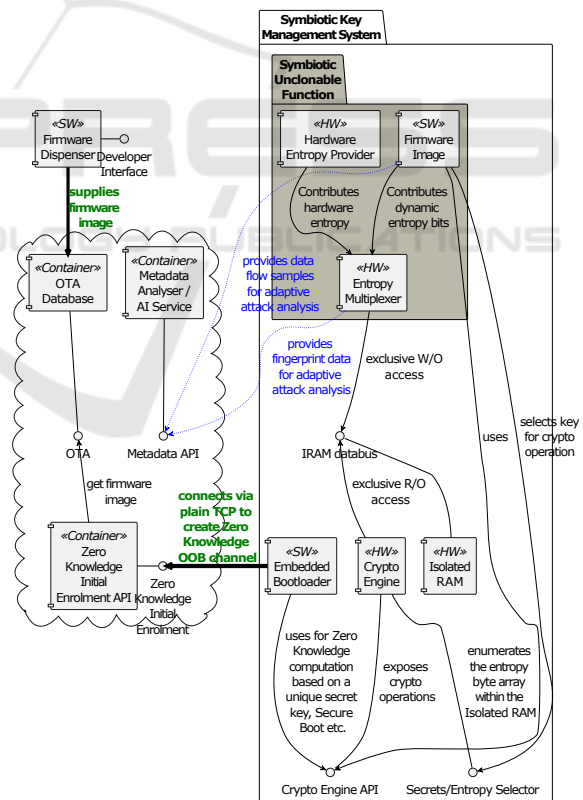 Symbiotic Key
Management System
Symbiotic
Unclonable
Function
«SW»
Firmware
Dispenser
Developer
Interface
«HW»
Hardware
Entropy Provider
«SW»
Firmware
Image
supplies
firmware
image
Contributes
hardware
entropy
Contributes
dynamic
entropy bits
«Container»
OTA
Database
«Container»
Metadata
Analyser /
AI Service
provides data
flow samples
for adaptive
attack analysis
«HW»
Entropy
Multiplexer
provides
fingerprint data
for adaptive
attack analysis
exclusive W/O
access
selects key
for crypto
operation
uses
OTA
Metadata API
IRAM databus
get firmware
image
exclusive R/O
access
connects via
plain TCP to
create Zero
Knowledge
OOB channel
«Container»
Zero
Knowledge
Initial
Enrolment API
Zero
Knowledge
Initial
Enrolment
«SW»
Embedded
Bootloader
«HW»
Crypto
Engine
«HW»
Isolated
RAM
uses for Zero
Knowledge
computation
based on a
unique secret
key, Secure
Boot etc.
exposes
crypto
operations
enumerates
the entropy
byte array
within the
Isolated RAM
Crypto Engine API
Secrets/Entropy Selector